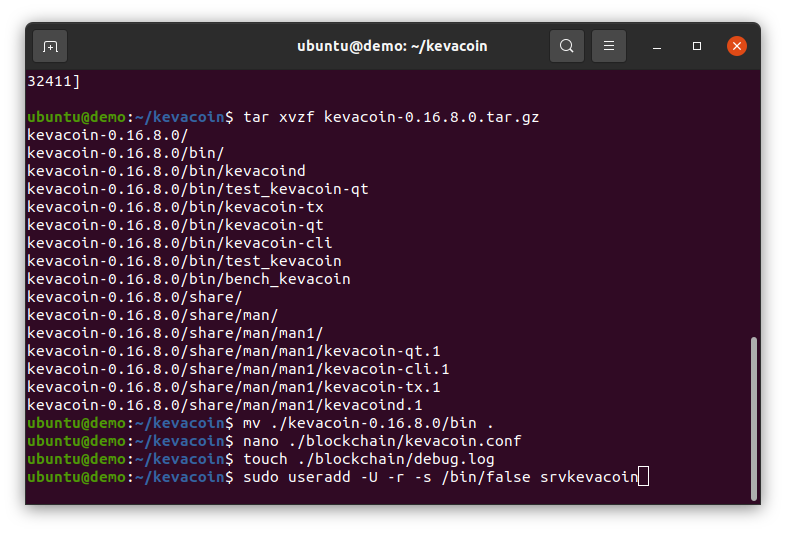 ubuntu@demo: ~/kevacoin
32411]
ubuntu@demo:~/kevacoin$ tar xvzf kevacoin-0.16.8.0.tar.gz
kevacoin-0.16.8.0/
kevacoin-0.16.8.0/bin/
kevacoin-0.16.8.0/bin/kevacoind
kevacoin-0.16.8.0/bin/test_kevacoin-qt
kevacoin-0.16.8.0/bin/kevacoin-tx
kevacoin-0.16.8.0/bin/kevacoin-qt
kevacoin-0.16.8.0/bin/kevacoin-cli
kevacoin-0.16.8.0/bin/test_kevacoin
kevacoin-0.16.8.0/bin/bench_kevacoin
kevacoin-0.16.8.0/share/
kevacoin-0.16.8.0/share/man/
kevacoin-0.16.8.0/share/man/man1/
kevacoin-0.16.8.0/share/man/man1/kevacoin-qt.1
kevacoin-0.16.8.0/share/man/man1/kevacoin-cli.1
kevacoin-0.16.8.0/share/man/man1/kevacoin-tx.1
kevacoin-0.16.8.0/share/man/man1/kevacoind.1
ubuntu@demo:~/kevacoin$ mv ./kevacoin-0.16.8.0/bin .
ubuntu@demo:~/kevacoin$ nano ./blockchain/kevacoin.conf
ubuntu@demo:~/kevacoin$ touch ./blockchain/debug.log
ubuntu@demo:~/kevacoin$ sudo useradd -U -r -s /bin/false srvkevacoin